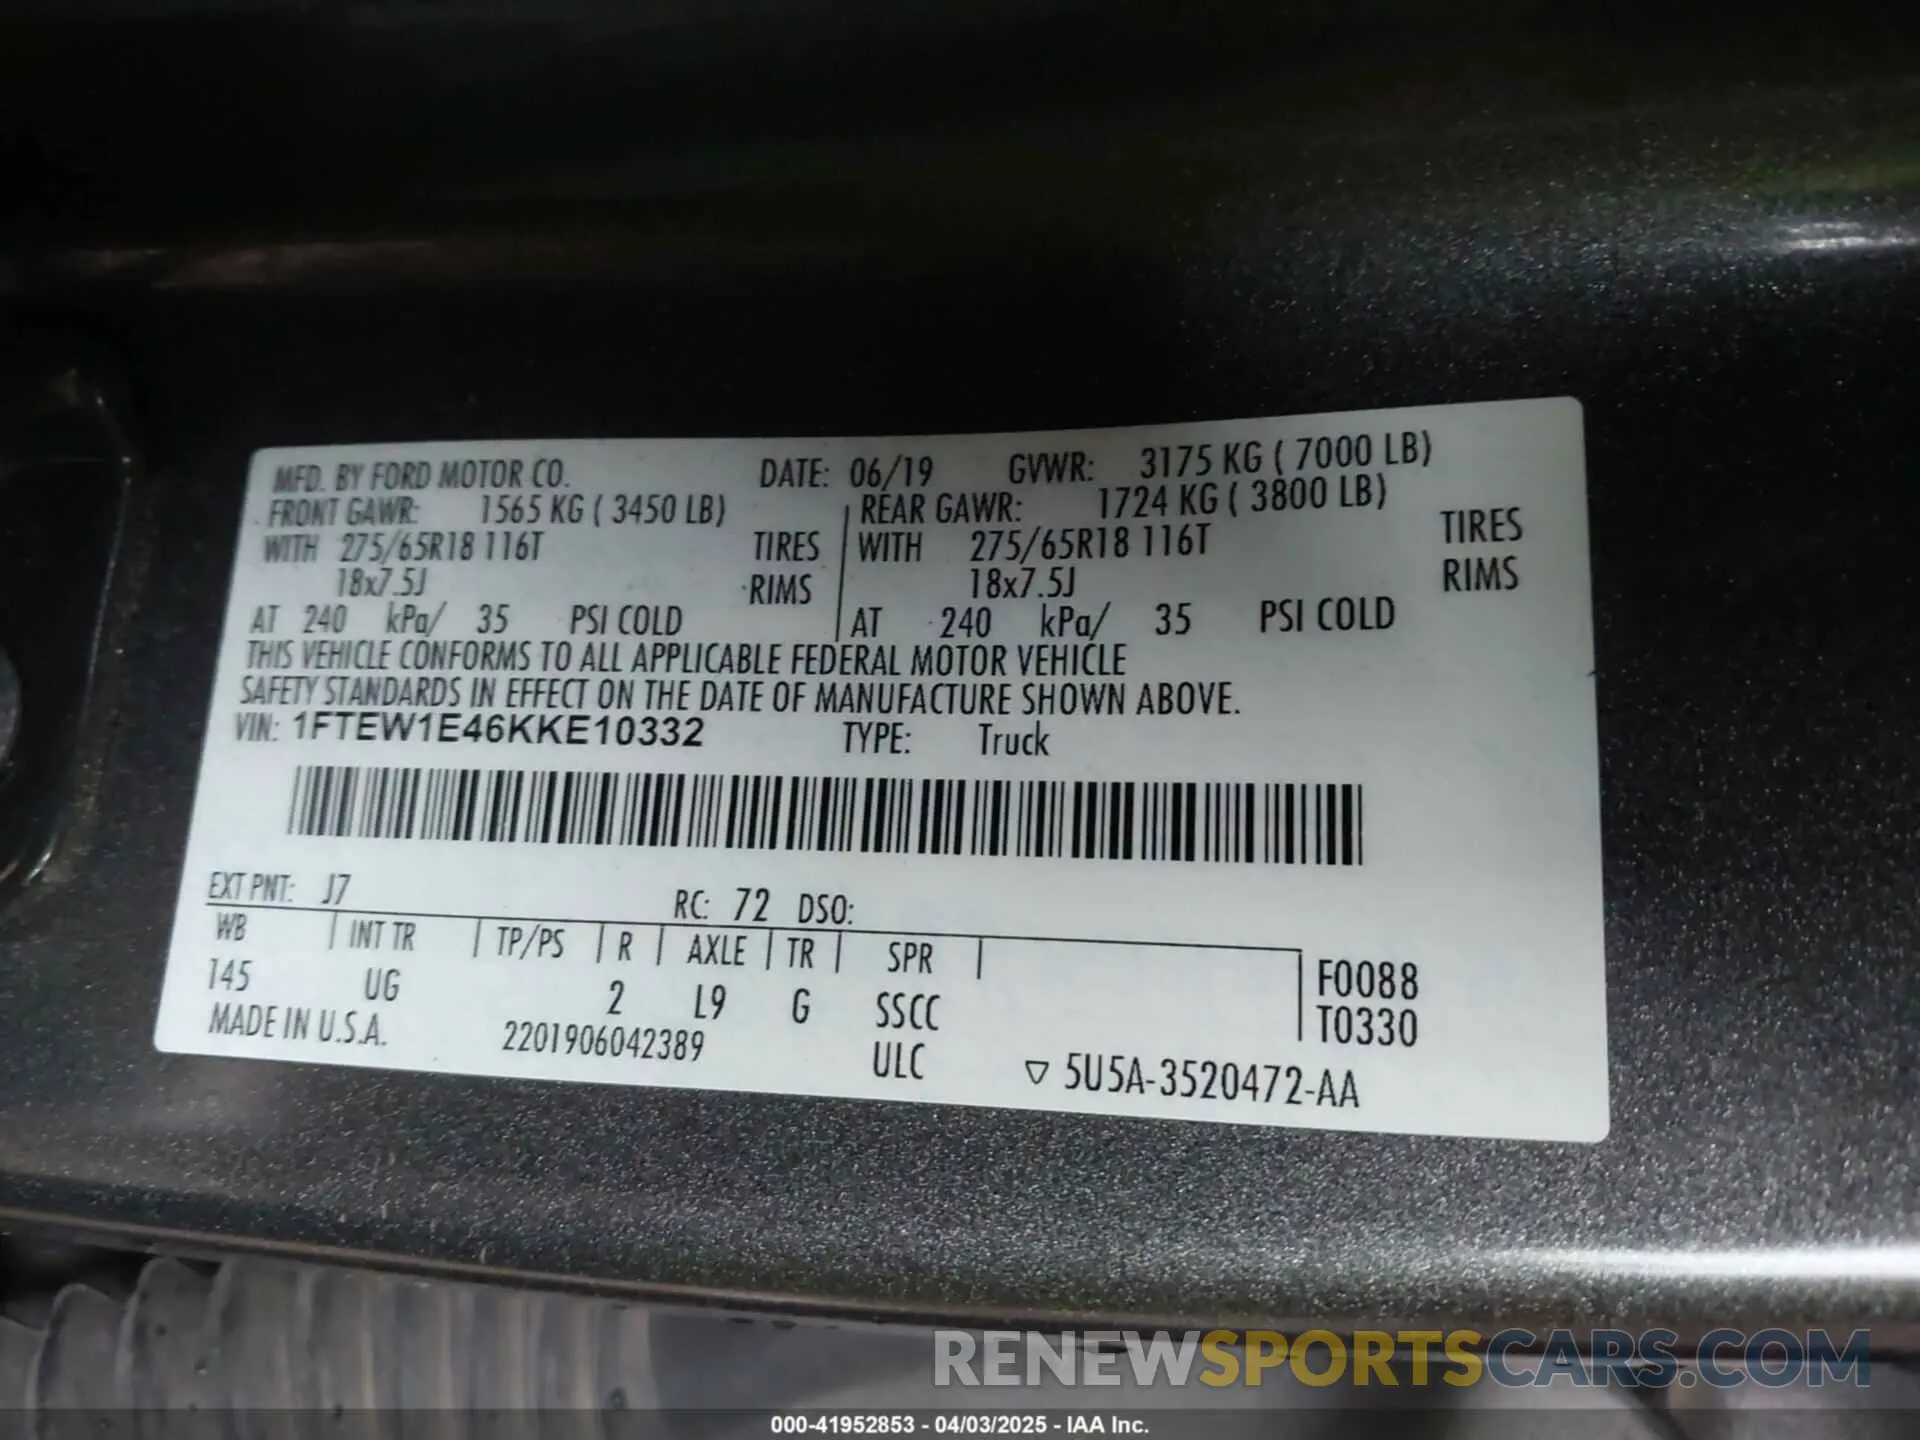 MFD. BY FORD MOTOR CO. DATE: 06/19 GVWR: 3175 KG ( 7000 LB)
FRONT GAWR: 1565 KG ( 3450 LB) REAR GAWR: 1724 KG ( 3800 LB)
WITH 275/65R18 116T TIRES WITH 275/65R18 116T TIRES
18x7.5J RIMS 18x7.5J RIMS
AT 240 kPa/ 35 PSI COLD AT 240 kPa/ 35 PSI COLD
THIS VEHICLE CONFORMS TO ALL APPLICABLE FEDERAL MOTOR VEHICLE
SAFETY STANDARDS IN EFFECT ON THE DATE OF MANUFACTURE SHOWN ABOVE.
VIN: 1FTEW1E46KKE10332 TYPE: Truck
EXT PNT: J7 RC: 72 DSO:
WB INT TR TP/PS R AXLE TR SPR F0088
145 UG 2 L9 G SSCC T0330
MADE IN U.S.A. 2201906042389 ULC ▽ 5U5A-3520472-AA
RENEWSPORTSCARS.COM
000-41952853 - 04/03/2025 - IAA Inc.